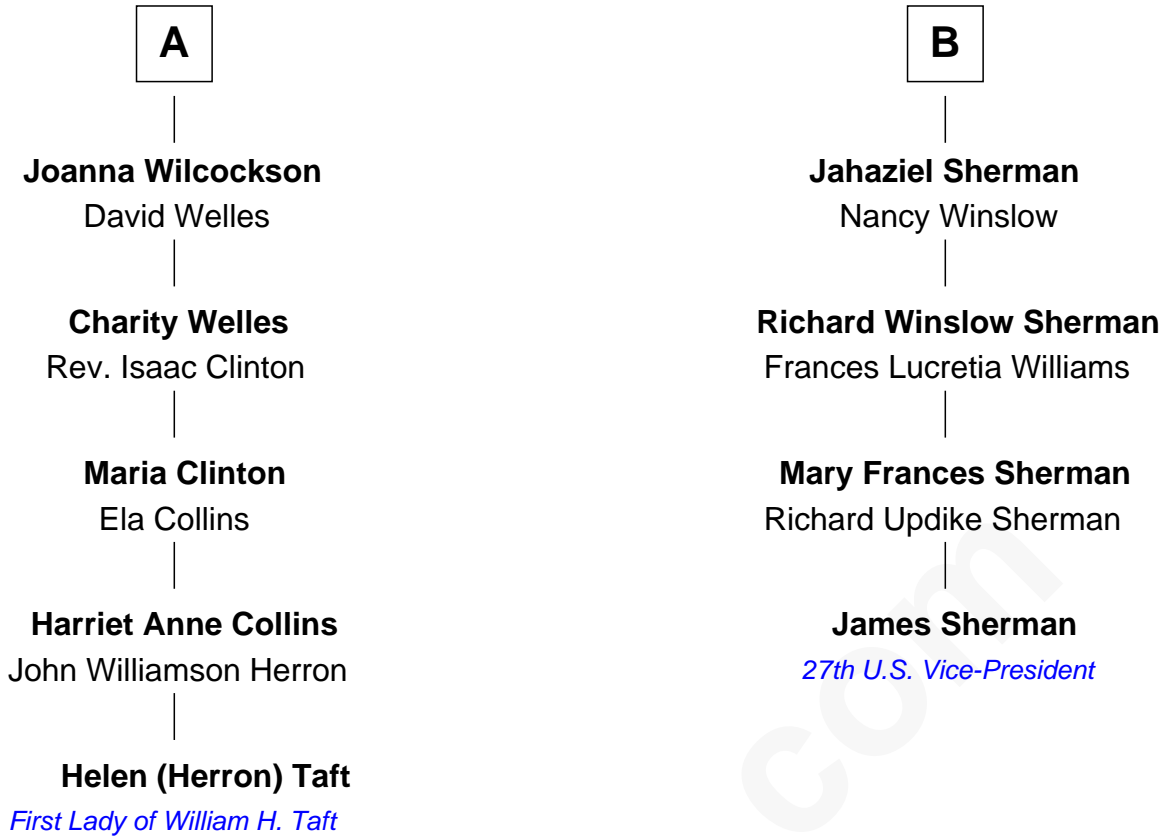 A
Joanna Wilcockson
David Welles
Charity Welles
Rev. Isaac Clinton
Maria Clinton
Ela Collins
Harriet Anne Collins
John Williamson Herron
Helen (Herron) Taft
First Lady of William H. Taft
B
Jahaziel Sherman
Nancy Winslow
Richard Winslow Sherman
Frances Lucretia Williams
Mary Frances Sherman
Richard Updike Sherman
James Sherman
27th U.S. Vice-President
com